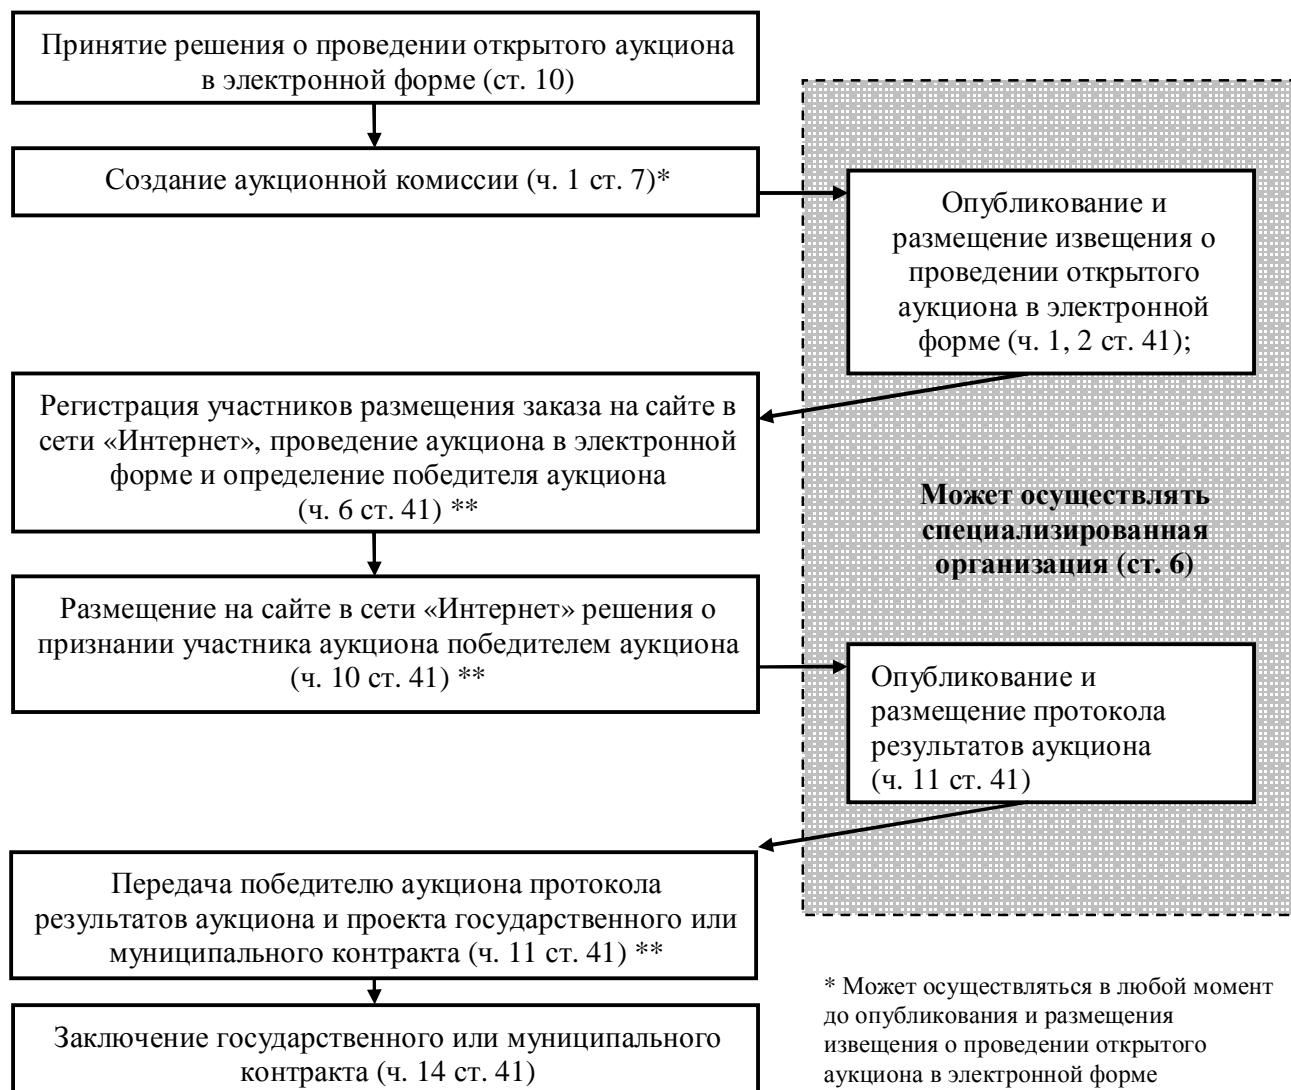 Принятие решения о проведении открытого аукциона
в электронной форме (ст. 10)
Создание аукционной комиссии (ч. 1 ст. 7)*
Опубликование и
размещение извещения о
проведении открытого
аукциона в электронной
форме (ч. 1, 2 ст. 41);
Регистрация участников размещения заказа на сайте в
сети «Интернет», проведение аукциона в электронной
форме и определение победителя аукциона
(ч. 6 ст. 41) **
Может осуществлять
специализированная
организация (ст. 6)
Размещение на сайте в сети «Интернет» решения о
признании участника аукциона победителем аукциона
(ч. 10 ст. 41) **
Опубликование и
размещение протокола
результатов аукциона
(ч. 11 ст. 41)
Передача победителю аукциона протокола
результатов аукциона и проекта государственного или
муниципального контракта (ч. 11 ст. 41) **
Заключение государственного или муниципального
контракта (ч. 14 ст. 41)
* Может осуществляться в любой момент
до опубликования и размещения
извещения о проведении открытого
аукциона в электронной форме